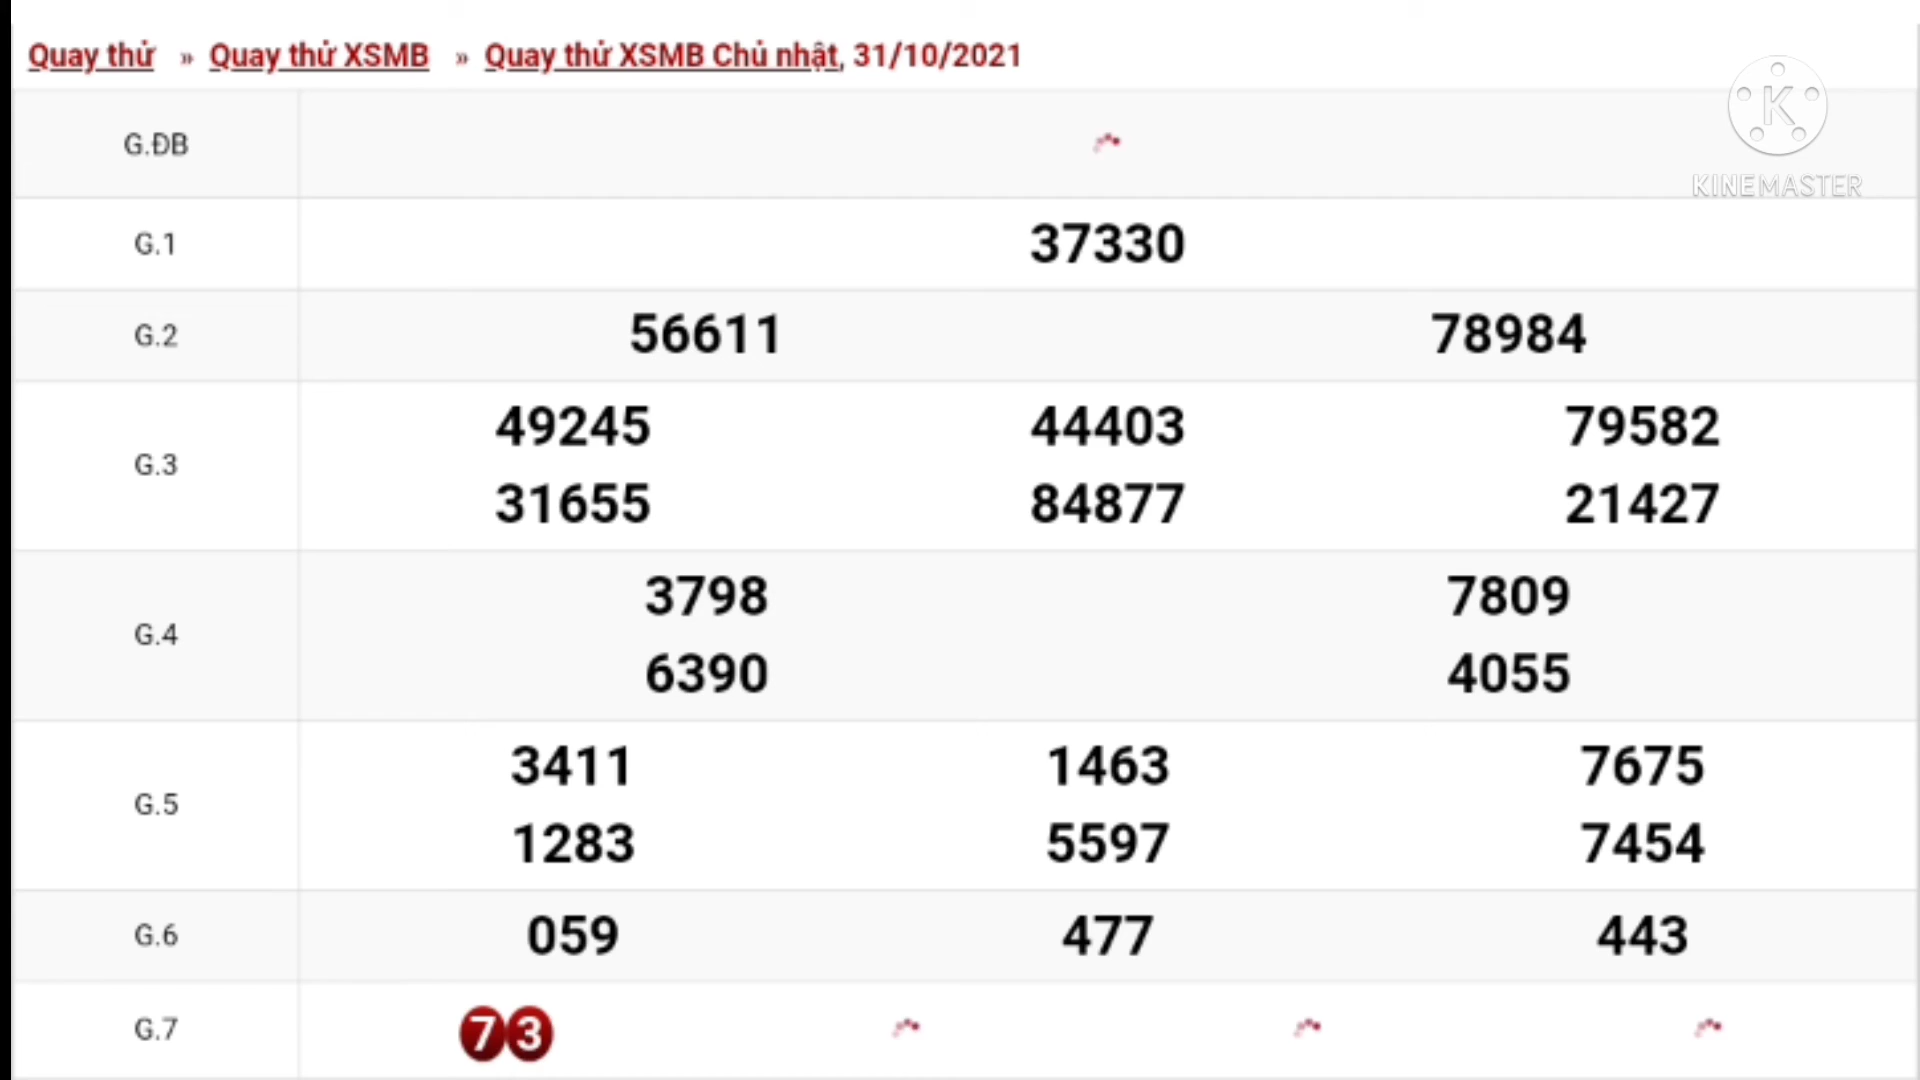 Quay thử » Quay thử XSMB » Quay thử XSMB Chủ nhật, 31/10/2021
K
KINEMASTER
G.ĐB
G.1 37330
G.2 56611 78984
G.3 49245 44403 79582
31655 84877 21427
G.4 3798 7809
6390 4055
G.5 3411 1463 7675
1283 5597 7454
G.6 059 477 443
G.7 73